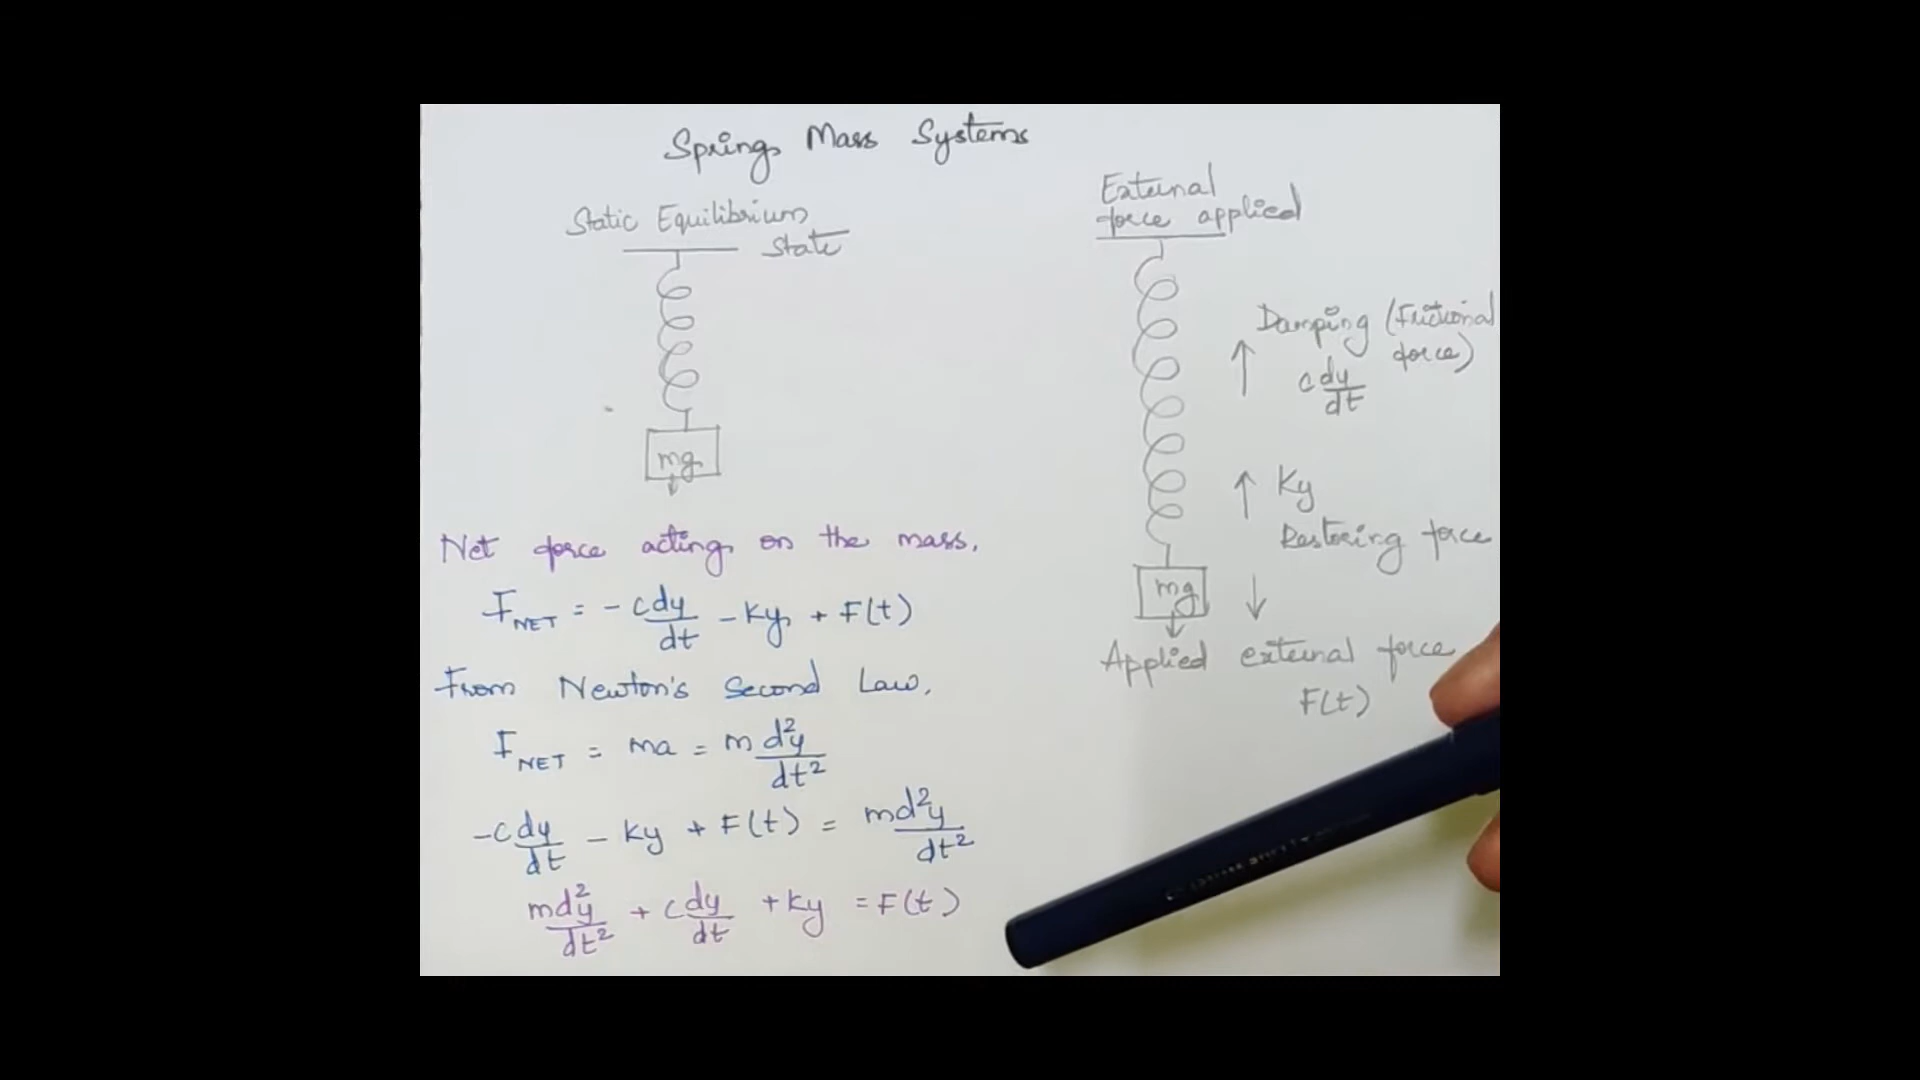 Spring Mass Systems
Static Equilibrium
State
mg
External
force applied
Damping (Frictional
force)
c dy/dt
Ky
Restoring force
mg
Applied external force
F(t)
Net force acting on the mass,
F_NET = -c dy/dt - Ky + F(t)
From Newton's Second Law,
F_NET = ma = m d²y/dt²
-c dy/dt - Ky + F(t) = m d²y/dt²
m d²y/dt² + c dy/dt + Ky = F(t)